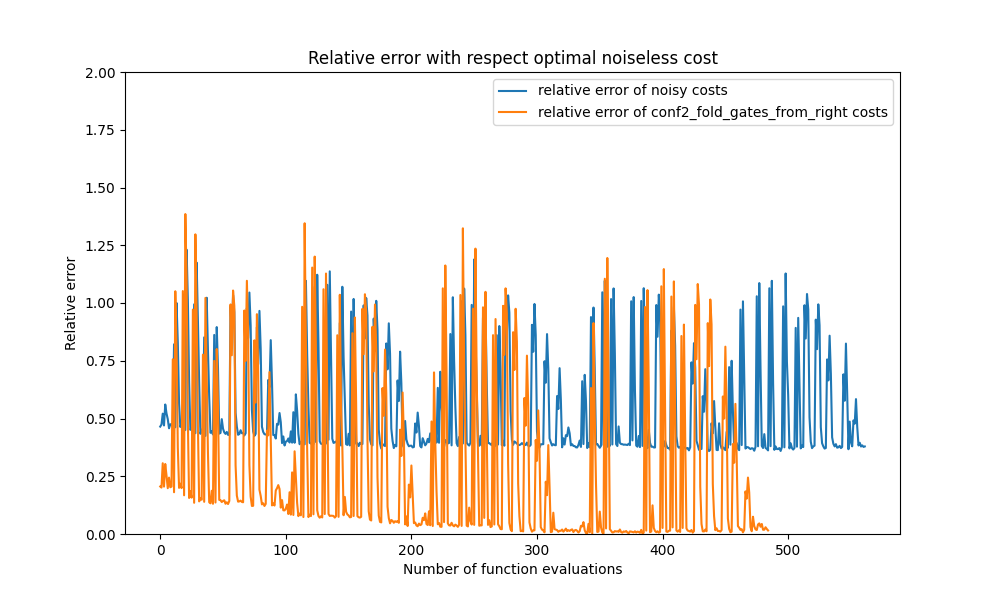 Relative error with respect optimal noiseless cost
relative error of noisy costs
relative error of conf2_fold_gates_from_right costs
2.00
1.75
1.50
1.25
1.00
0.75
0.50
0.25
0.00
Relative error
0 100 200 300 400 500
Number of function evaluations